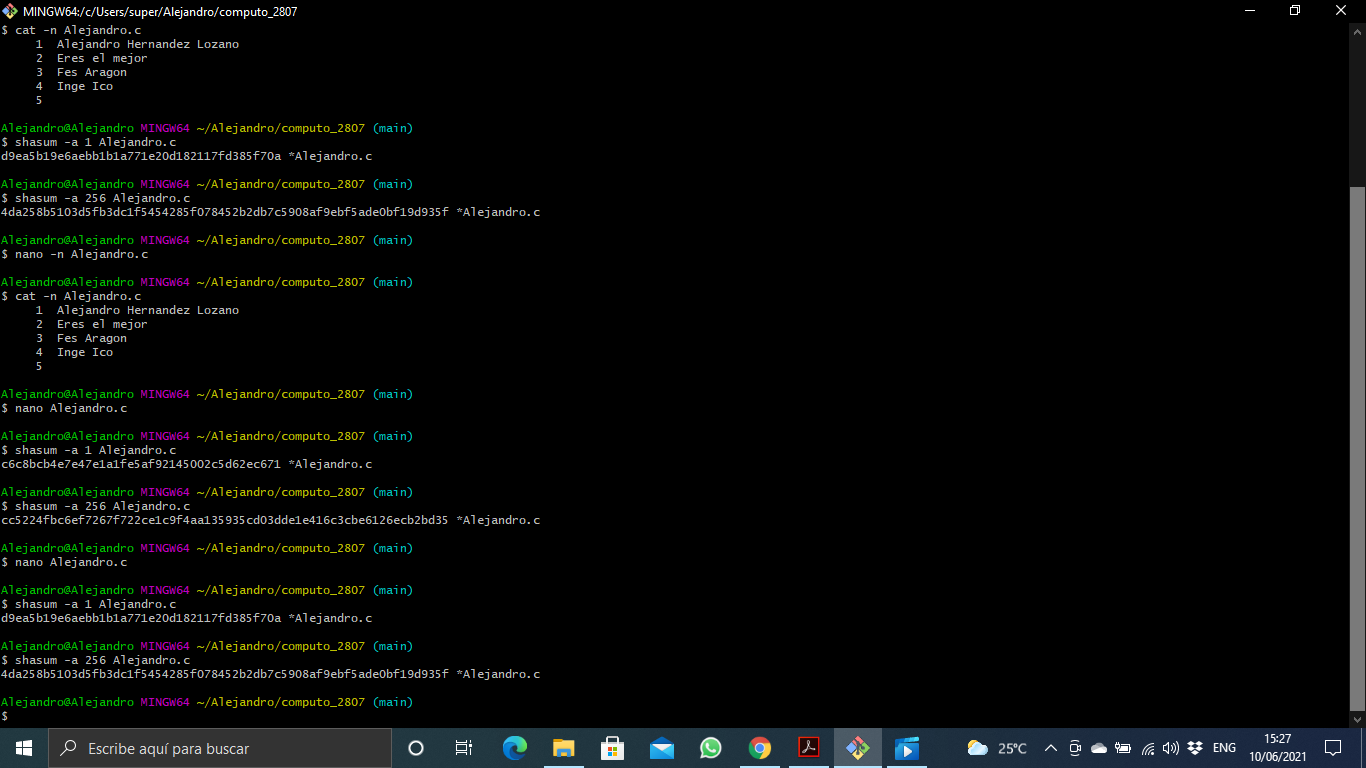 MINGW64:/c/Users/super/Alejandro/computo_2807
$ cat -n Alejandro.c
1 Alejandro Hernandez Lozano
2 Eres el mejor
3 Fes Aragon
4 Inge Ico
5
Alejandro@Alejandro MINGW64 ~/Alejandro/computo_2807 (main)
$ shasum -a 1 Alejandro.c
d9ea5b19e6aebb1b1a771e20d182117fd385f70a *Alejandro.c
Alejandro@Alejandro MINGW64 ~/Alejandro/computo_2807 (main)
$ shasum -a 256 Alejandro.c
4da258b5103d5fb3dc1f5454285f078452b2db7c5908af9ebf5ade0bf19d935f *Alejandro.c
Alejandro@Alejandro MINGW64 ~/Alejandro/computo_2807 (main)
$ nano -n Alejandro.c
Alejandro@Alejandro MINGW64 ~/Alejandro/computo_2807 (main)
$ cat -n Alejandro.c
1 Alejandro Hernandez Lozano
2 Eres el mejor
3 Fes Aragon
4 Inge Ico
5
Alejandro@Alejandro MINGW64 ~/Alejandro/computo_2807 (main)
$ nano Alejandro.c
Alejandro@Alejandro MINGW64 ~/Alejandro/computo_2807 (main)
$ shasum -a 1 Alejandro.c
c6c8bcb4e7e47e1a1fe5af92145002c5d62ec671 *Alejandro.c
Alejandro@Alejandro MINGW64 ~/Alejandro/computo_2807 (main)
$ shasum -a 256 Alejandro.c
cc5224fbc6ef7267f722ce1c9f4aa135935cd03dde1e416c3cbe6126ecb2bd35 *Alejandro.c
Alejandro@Alejandro MINGW64 ~/Alejandro/computo_2807 (main)
$ nano Alejandro.c
Alejandro@Alejandro MINGW64 ~/Alejandro/computo_2807 (main)
$ shasum -a 1 Alejandro.c
d9ea5b19e6aebb1b1a771e20d182117fd385f70a *Alejandro.c
Alejandro@Alejandro MINGW64 ~/Alejandro/computo_2807 (main)
$ shasum -a 256 Alejandro.c
4da258b5103d5fb3dc1f5454285f078452b2db7c5908af9ebf5ade0bf19d935f *Alejandro.c
Alejandro@Alejandro MINGW64 ~/Alejandro/computo_2807 (main)
$
Escribe aquí para buscar
25°C
ENG
15:27
10/06/2021